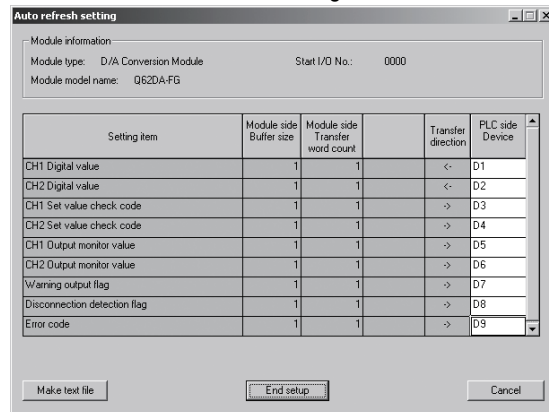 Auto refresh setting
Module information
Module type: D/A Conversion Module Start I/O No.: 0000
Module model name: Q62DA-FG
Setting item Module side Buffer size Module side Transfer word count Transfer direction PLC side Device
CH1 Digital value 1 1 <- D1
CH2 Digital value 1 1 <- D2
CH1 Set value check code 1 1 -> D3
CH2 Set value check code 1 1 -> D4
CH1 Output monitor value 1 1 -> D5
CH2 Output monitor value 1 1 -> D6
Warning output flag 1 1 -> D7
Disconnection detection flag 1 1 -> D8
Error code 1 1 -> D9
Make text file End setup Cancel